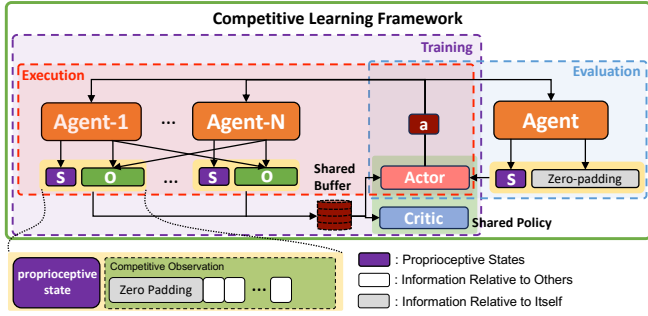 Competitive Learning Framework
Training
Execution
Evaluation
Agent-1
...
Agent-N
a
Agent
S
O
...
S
O
Shared
Buffer
Actor
S
Zero-padding
Critic
Shared Policy
proprioceptive
state
Competitive Observation
Zero Padding
...
: Proprioceptive States
: Information Relative to Others
: Information Relative to Itself